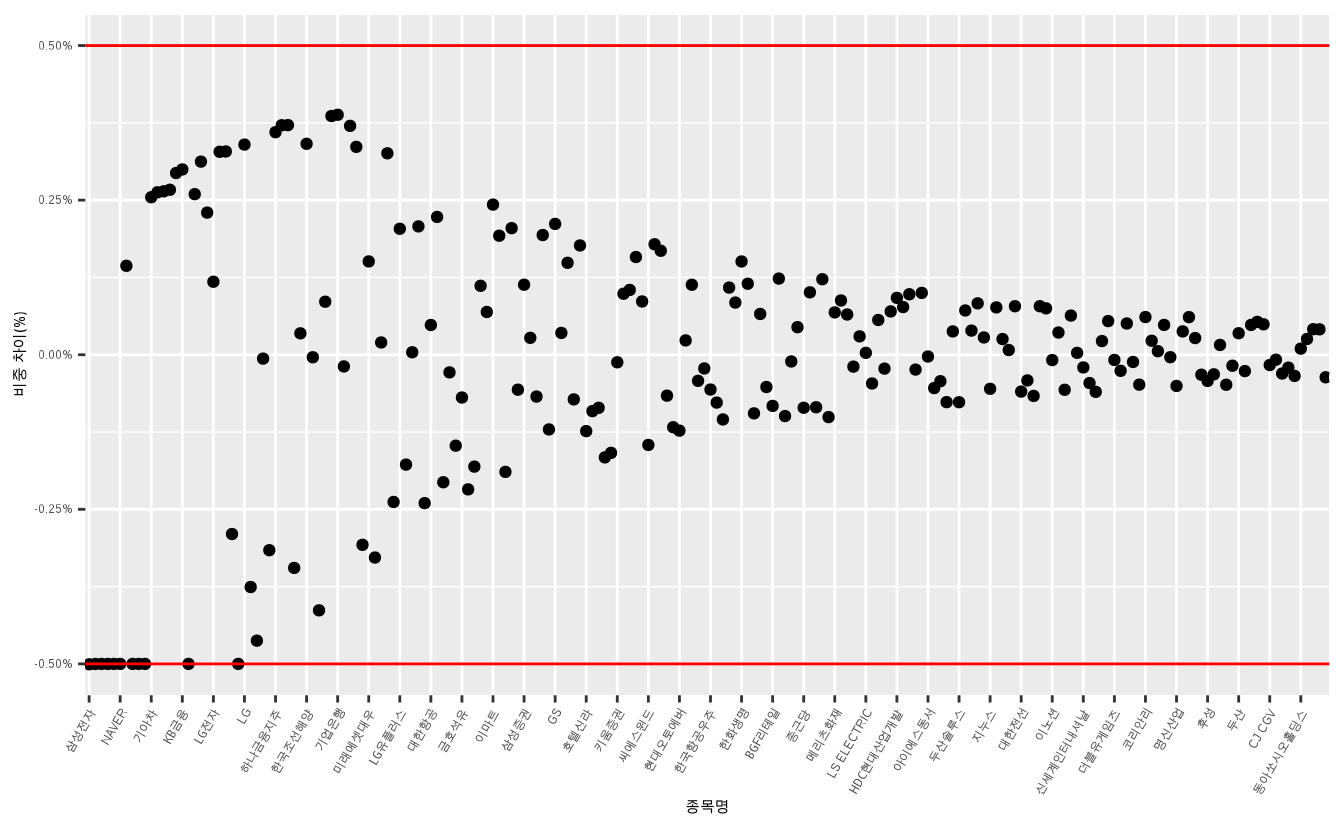 0.50%
0.25%
0.00%
-0.25%
-0.50%
비중 차이(%)
삼성전자
NAVER
기아차
KB금융
LG전자
LG
하나금융지주
한국조선해양
기업은행
미래에셋대우
LG유플러스
대한항공
금호석유
이마트
삼성증권
GS
호텔신라
키움증권
씨에스윈드
현대오토에버
한국항공우주
한화생명
BGF리테일
종근당
메리츠화재
LS ELECTRIC
HDC현대산업개발
아이에스동서
두산솔루스
지누스
대한전선
이노션
신세계인터내셔날
더블유게임즈
코리안리
명신산업
후성
두산
CJ CGV
동아쏘시오홀딩스
종목명